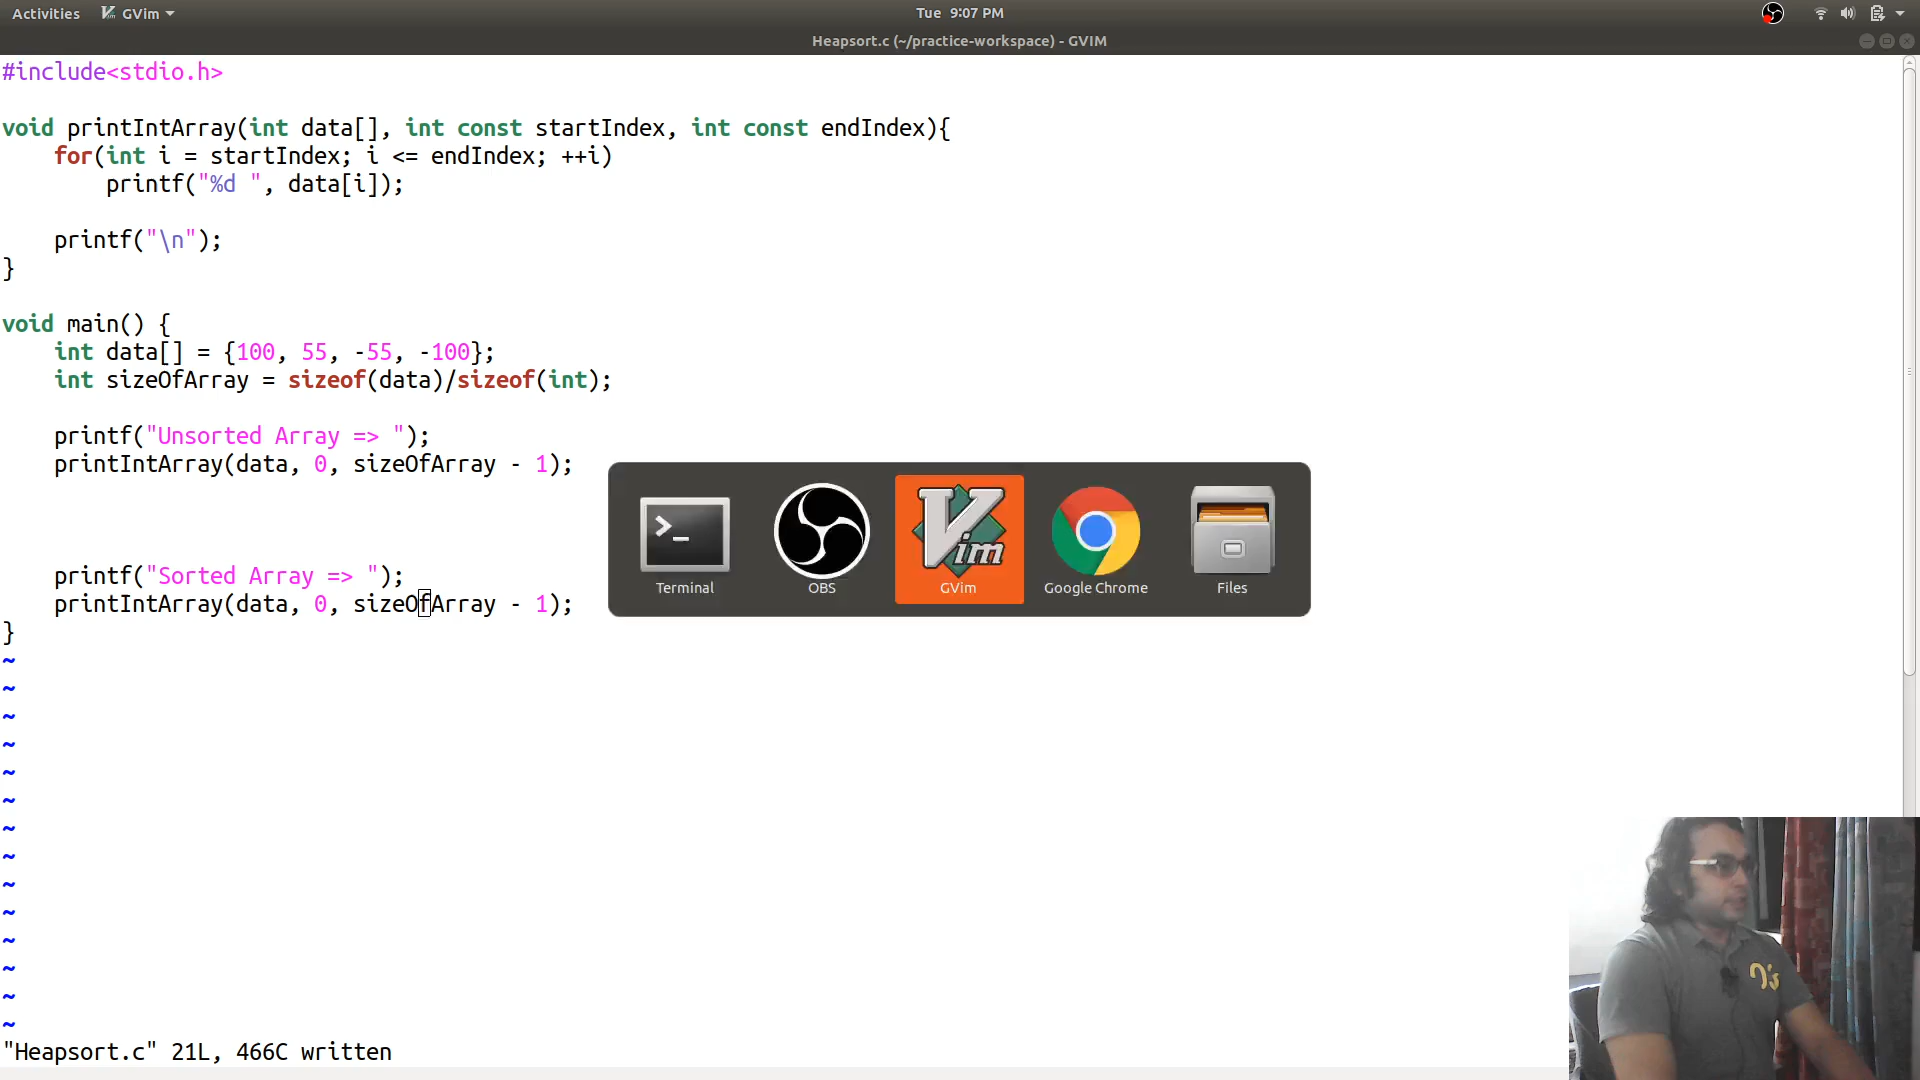 Activities GVim Tue 9:07 PM
Heapsort.c (~/practice-workspace) - GVIM
#include<stdio.h>
void printIntArray(int data[], int const startIndex, int const endIndex){
for(int i = startIndex; i <= endIndex; ++i)
printf("%d ", data[i]);
printf("\n");
}
void main() {
int data[] = {100, 55, -55, -100};
int sizeOfArray = sizeof(data)/sizeof(int);
printf("Unsorted Array => ");
printIntArray(data, 0, sizeOfArray - 1);
printf("Sorted Array => ");
printIntArray(data, 0, sizeOfArray - 1);
}
~
~
~
~
~
~
~
~
~
~
~
~
~
~
"Heapsort.c" 21L, 466C written
>_
Terminal
OBS
Vim
GVim
Google Chrome
Files